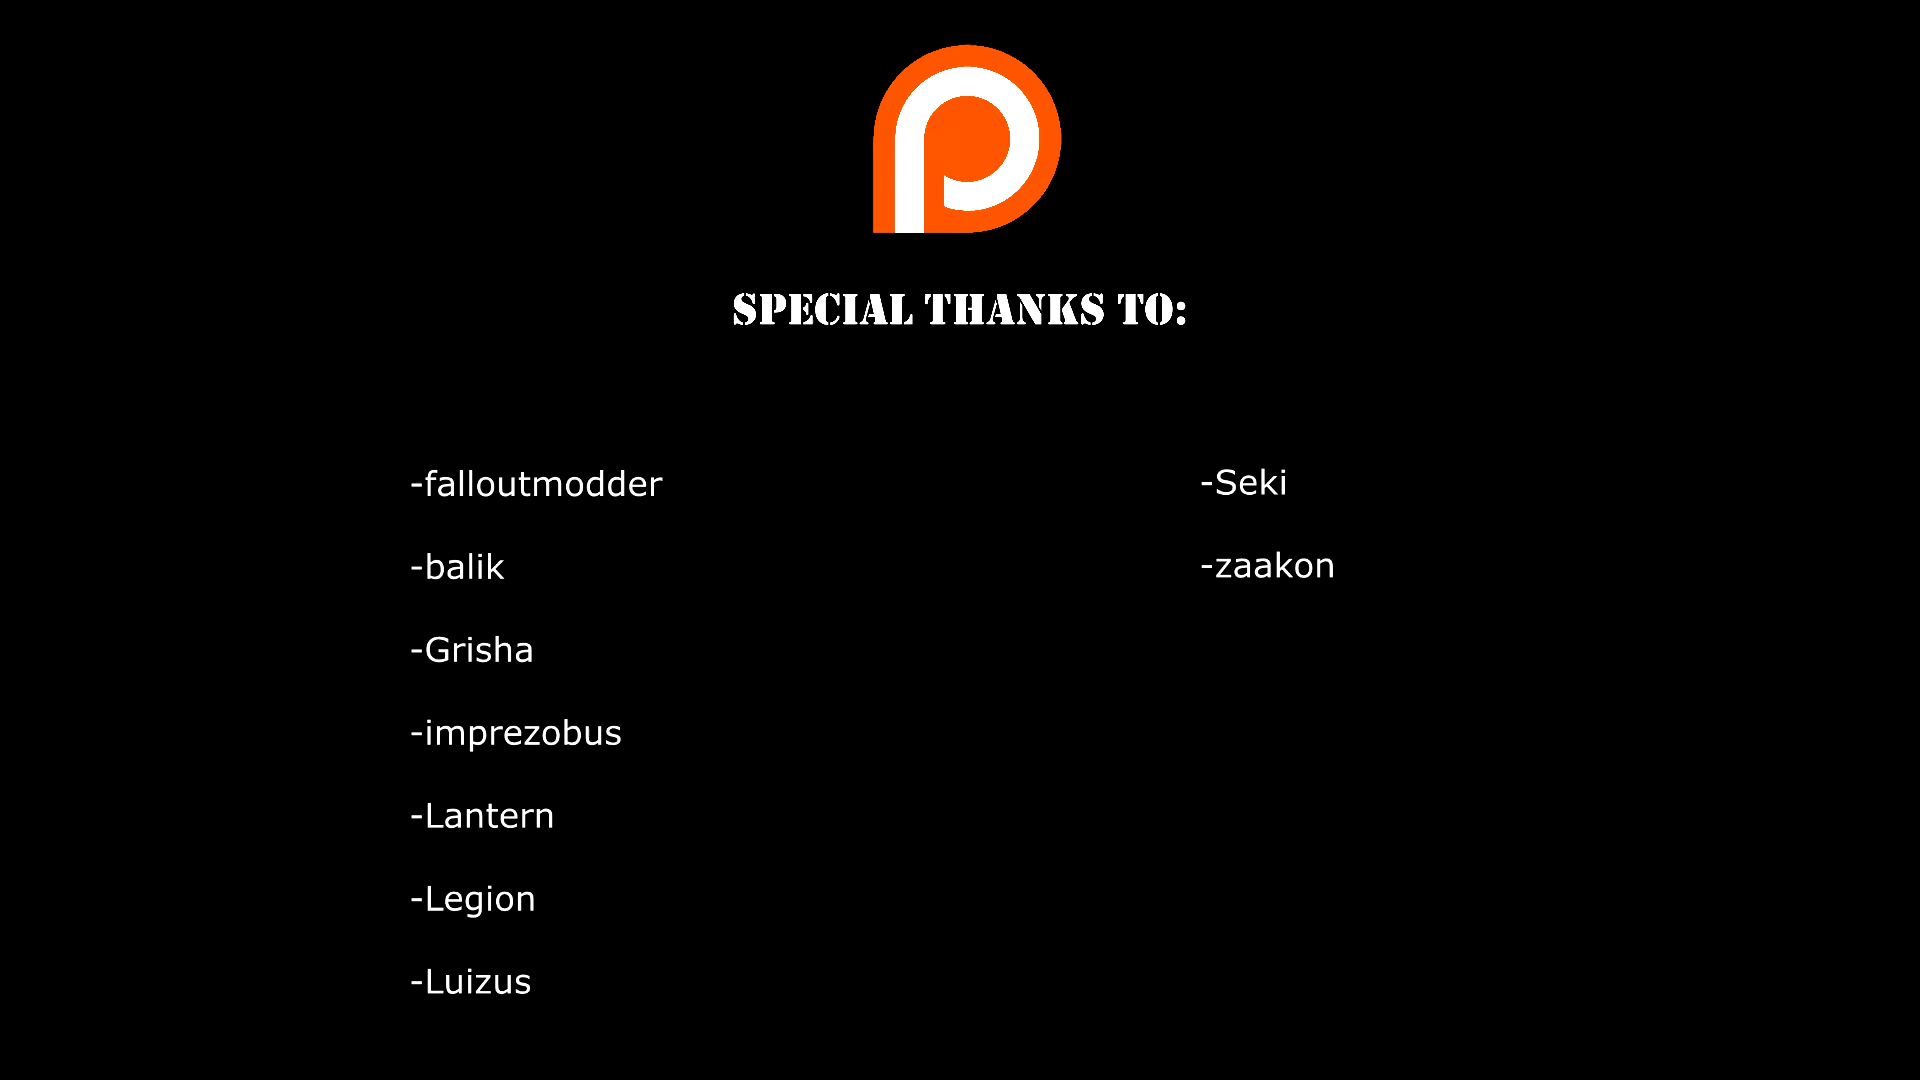 SPECIAL THANKS TO:
-falloutmodder
-balik
-Grisha
-imprezobus
-Lantern
-Legion
-Luizus
-Seki
-zaakon